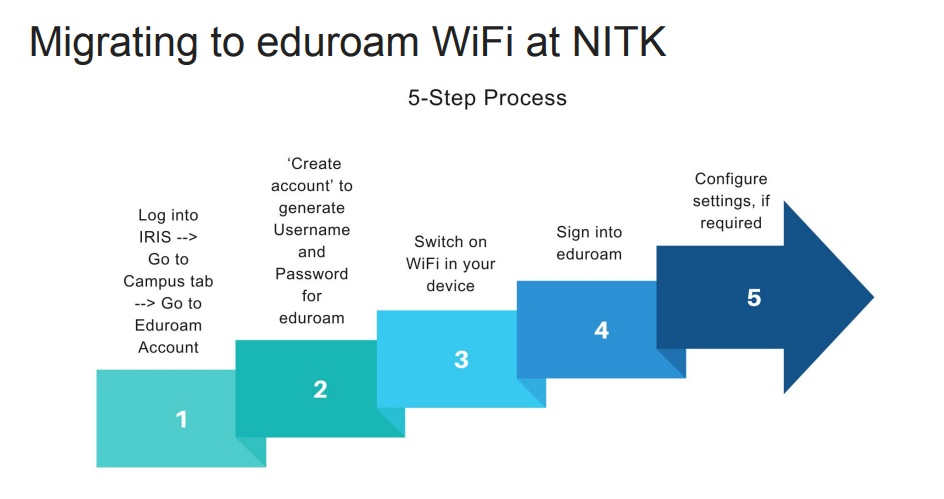 Migrating to eduroam WiFi at NITK
5-Step Process
Log into
IRIS -->
Go to
Campus tab
--> Go to
Eduroam
Account
1
‘Create
account’ to
generate
Username
and
Password
for
eduroam
2
Switch on
WiFi in your
device
3
Sign into
eduroam
4
Configure
settings, if
required
5